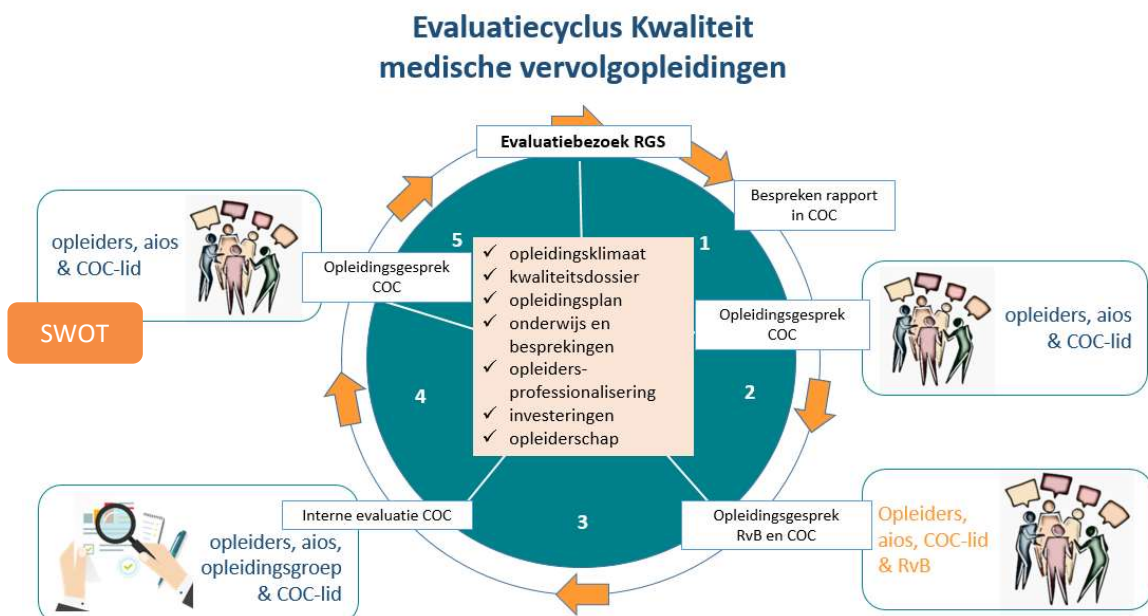 Evaluatiecyclus Kwaliteit
medische vervolgopleidingen
Evaluatiebezoek RGS
Bespreken rapport
in COC
opleiders, aios
& COC-lid
SWOT
5
Opleidingsgesprek
COC
1
✓ opleidingsklimaat
✓ kwaliteitsdossier
✓ opleidingsplan
✓ onderwijs en
besprekingen
✓ opleiders-
professionalisering
✓ investeringen
✓ opleiderschap
Opleidingsgesprek
COC
opleiders, aios
& COC-lid
4
2
Interne evaluatie COC
3
Opleidingsgesprek
RvB en COC
opleiders, aios,
opleidingsgroep
& COC-lid
Opleiders,
aios, COC-lid
& RvB